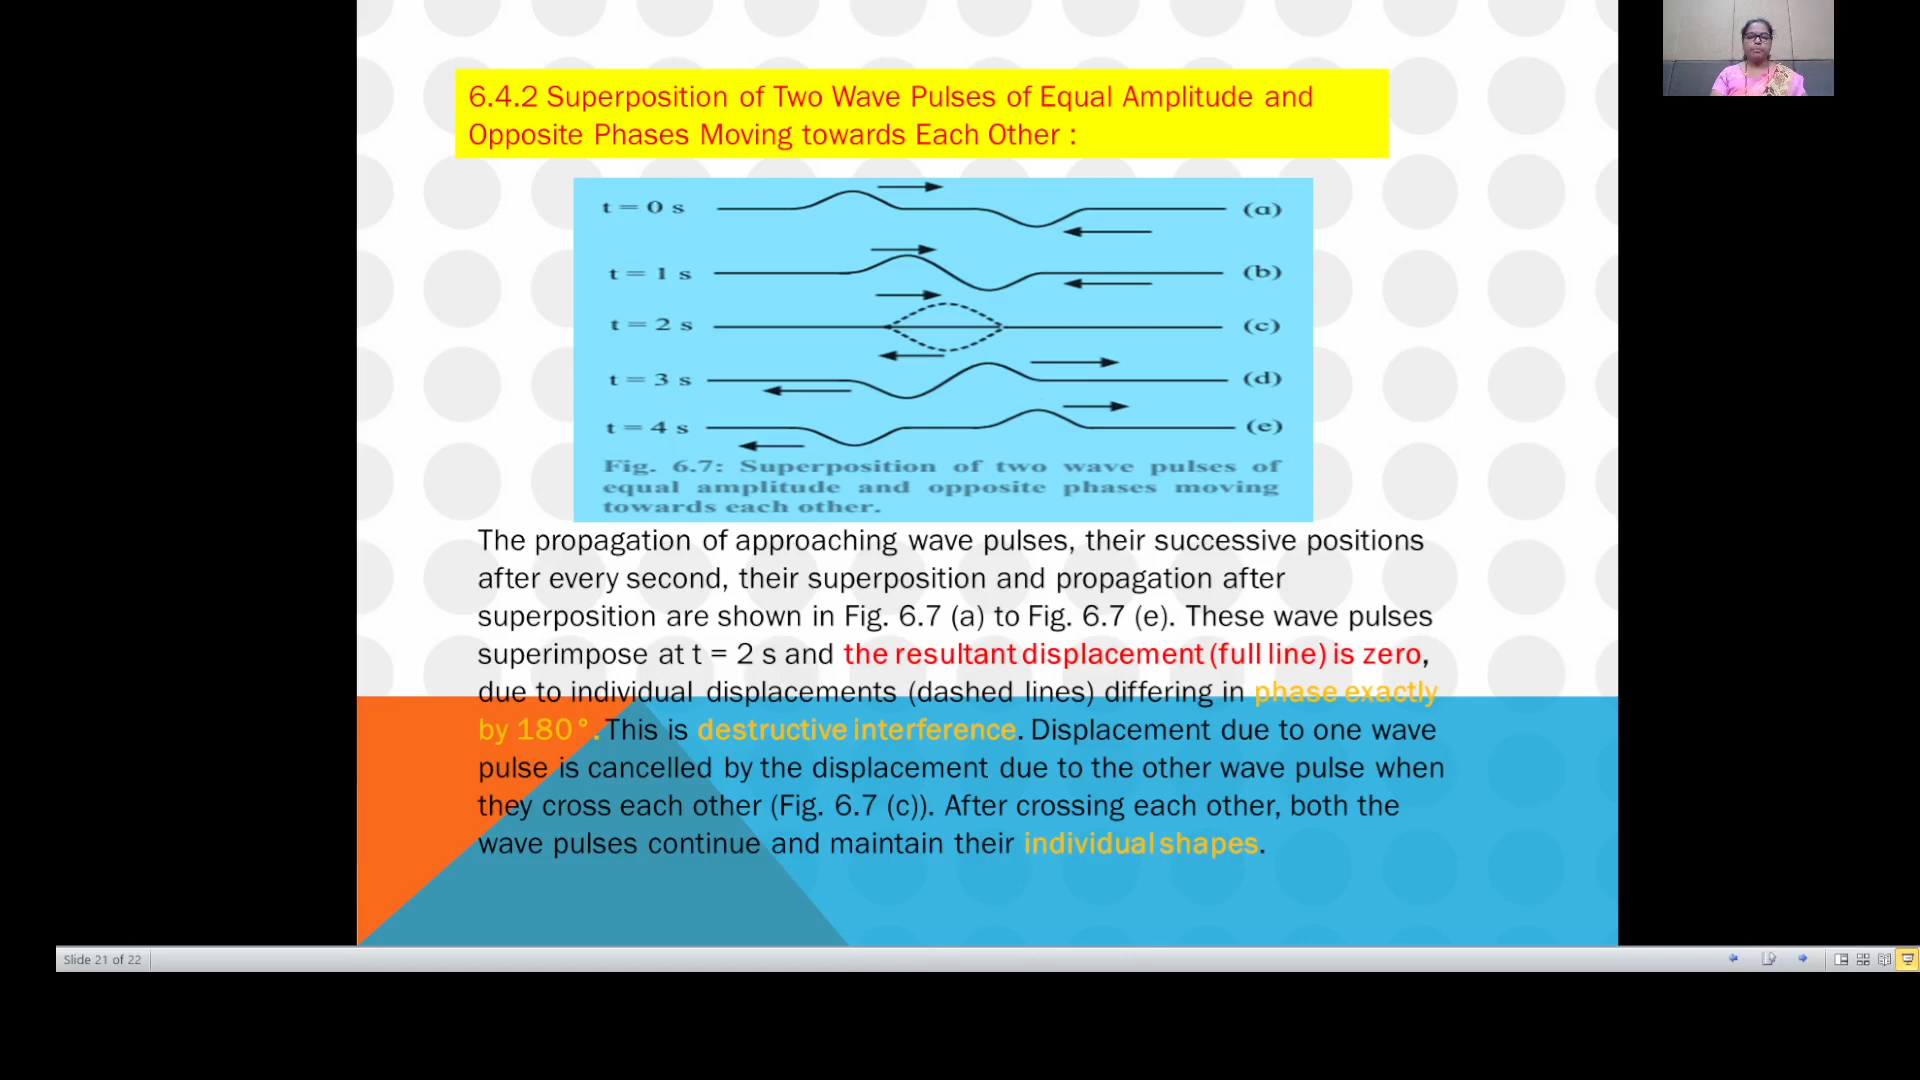 6.4.2 Superposition of Two Wave Pulses of Equal Amplitude and
Opposite Phases Moving towards Each Other :
t = 0 s (a)
t = 1 s (b)
t = 2 s (c)
t = 3 s (d)
t = 4 s (e)
Fig. 6.7: Superposition of two wave pulses of
equal amplitude and opposite phases moving
towards each other.
The propagation of approaching wave pulses, their successive positions
after every second, their superposition and propagation after
superposition are shown in Fig. 6.7 (a) to Fig. 6.7 (e). These wave pulses
superimpose at t = 2 s and the resultant displacement (full line) is zero,
due to individual displacements (dashed lines) differing in phase exactly
by 180°. This is destructive interference. Displacement due to one wave
pulse is cancelled by the displacement due to the other wave pulse when
they cross each other (Fig. 6.7 (c)). After crossing each other, both the
wave pulses continue and maintain their individual shapes.
Slide 21 of 22